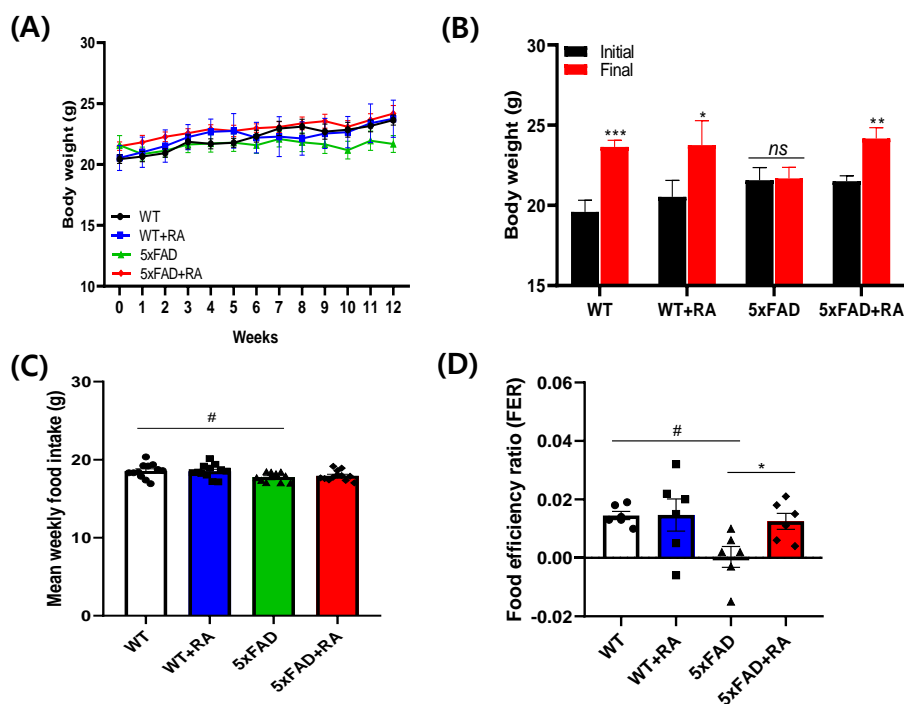 (A)
Body weight (g)
30
25
20
15
10
WT
WT+RA
5xFAD
5xFAD+RA
0 1 2 3 4 5 6 7 8 9 10 11 12
Weeks
(B)
Body weight (g)
30
25
20
15
Initial
Final
***
*
ns
**
WT WT+RA 5xFAD 5xFAD+RA
(C)
Mean weekly food intake (g)
30
20
10
0
#
WT
WT+RA
5xFAD
5xFAD+RA
(D)
Food efficiency ratio (FER)
0.06
0.04
0.02
0.00
-0.02
#
*
WT
WT+RA
5xFAD
5xFAD+RA